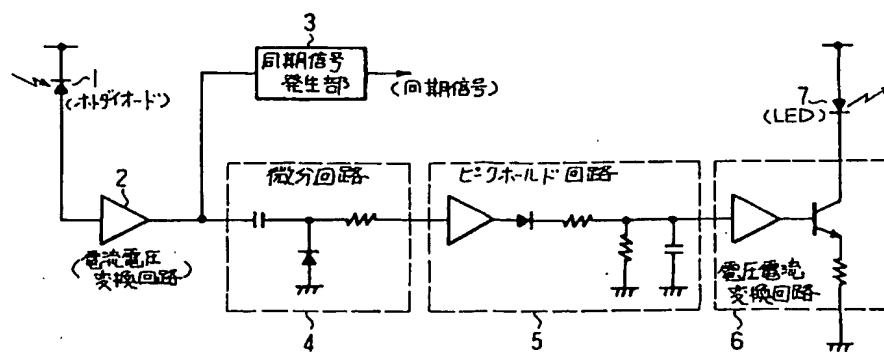 3
同期信号
発生部
(同期信号)
1
(ホトダイオード)
7
(LED)
2
(電流電圧
変換回路)
微分回路
ピークホールド回路
電圧電流
変換回路
4
5
6